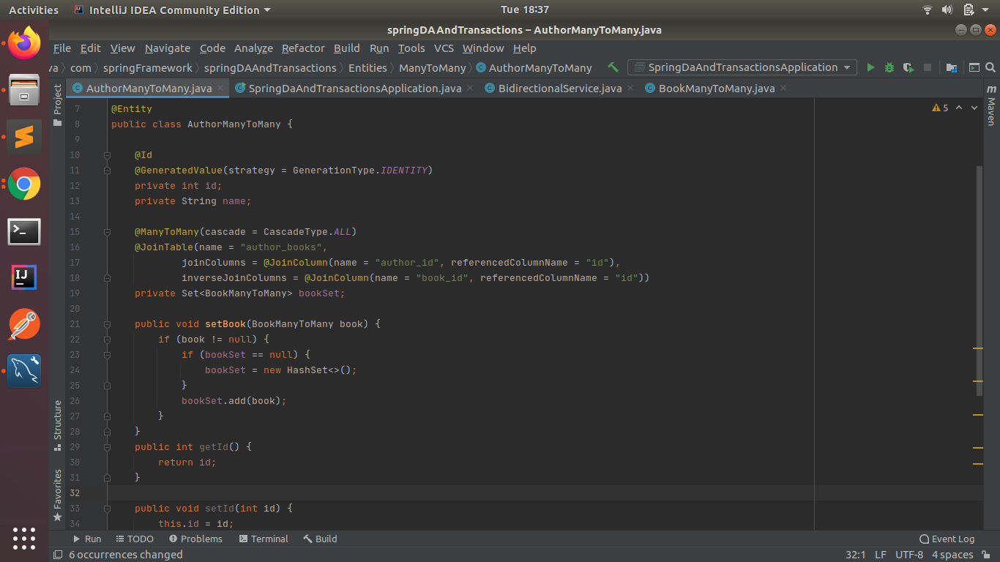 Activities IntelliJ IDEA Community Edition Tue 18:37
springDAAndTransactions – AuthorManyToMany.java
File Edit View Navigate Code Analyze Refactor Build Run Tools VCS Window Help
va com springFramework springDAAndTransactions Entities ManyToMany AuthorManyToMany SpringDaAndTransactionsApplication
AuthorManyToMany.java SpringDaAndTransactionsApplication.java BidirectionalService.java BookManyToMany.java
Project
Structure
Favorites
Maven
5
7 @Entity
8 public class AuthorManyToMany {
9
10 @Id
11 @GeneratedValue(strategy = GenerationType.IDENTITY)
12 private int id;
13 private String name;
14
15 @ManyToMany(cascade = CascadeType.ALL)
16 @JoinTable(name = "author_books",
17 joinColumns = @JoinColumn(name = "author_id", referencedColumnName = "id"),
18 inverseJoinColumns = @JoinColumn(name = "book_id", referencedColumnName = "id"))
19 private Set<BookManyToMany> bookSet;
20
21 public void setBook(BookManyToMany book) {
22 if (book != null) {
23 if (bookSet == null) {
24 bookSet = new HashSet<>();
25 }
26 bookSet.add(book);
27 }
28 }
29 public int getId() {
30 return id;
31 }
32
33 public void setId(int id) {
34 this.id = id;
Run TODO Problems Terminal Build Event Log
6 occurrences changed 32:1 LF UTF-8 4 spaces